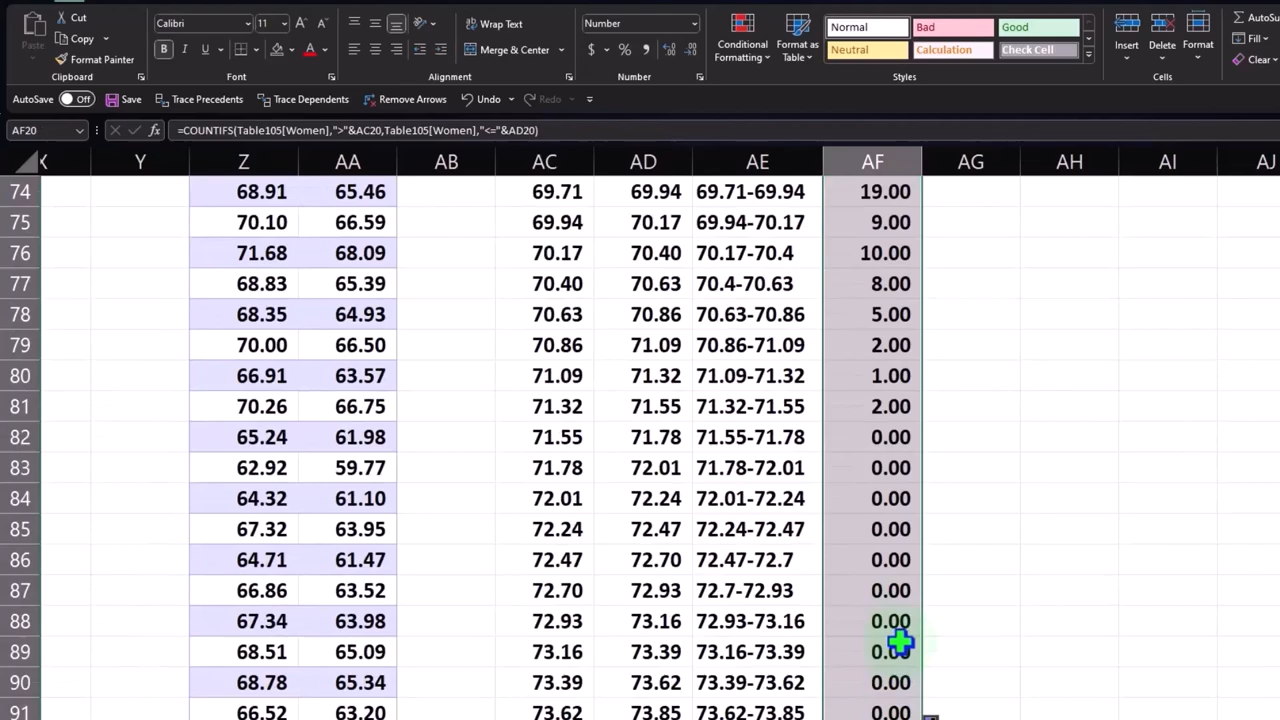 Cut
Calibri 11 A A Wrap Text Number AutoSu
Copy Normal Bad Good Fill
Paste B I U A Merge & Center $ % Conditional Formatting Format as Table Neutral Calculation Check Cell Insert Delete Format
Format Painter Clear
Clipboard Font Alignment Number Styles Cells
AutoSave Off Save Trace Precedents Trace Dependents Remove Arrows Undo Redo
AF20 fx =COUNTIFS(Table105[Women],">"&AC20,Table105[Women],"<="&AD20)
X Y Z AA AB AC AD AE AF AG AH AI AJ
74 68.91 65.46 69.71 69.94 69.71-69.94 19.00
75 70.10 66.59 69.94 70.17 69.94-70.17 9.00
76 71.68 68.09 70.17 70.40 70.17-70.4 10.00
77 68.83 65.39 70.40 70.63 70.4-70.63 8.00
78 68.35 64.93 70.63 70.86 70.63-70.86 5.00
79 70.00 66.50 70.86 71.09 70.86-71.09 2.00
80 66.91 63.57 71.09 71.32 71.09-71.32 1.00
81 70.26 66.75 71.32 71.55 71.32-71.55 2.00
82 65.24 61.98 71.55 71.78 71.55-71.78 0.00
83 62.92 59.77 71.78 72.01 71.78-72.01 0.00
84 64.32 61.10 72.01 72.24 72.01-72.24 0.00
85 67.32 63.95 72.24 72.47 72.24-72.47 0.00
86 64.71 61.47 72.47 72.70 72.47-72.7 0.00
87 66.86 63.52 72.70 72.93 72.7-72.93 0.00
88 67.34 63.98 72.93 73.16 72.93-73.16 0.00
89 68.51 65.09 73.16 73.39 73.16-73.39 0.00
90 68.78 65.34 73.39 73.62 73.39-73.62 0.00
91 66.52 63.20 73.62 73.85 73.62-73.85 0.00